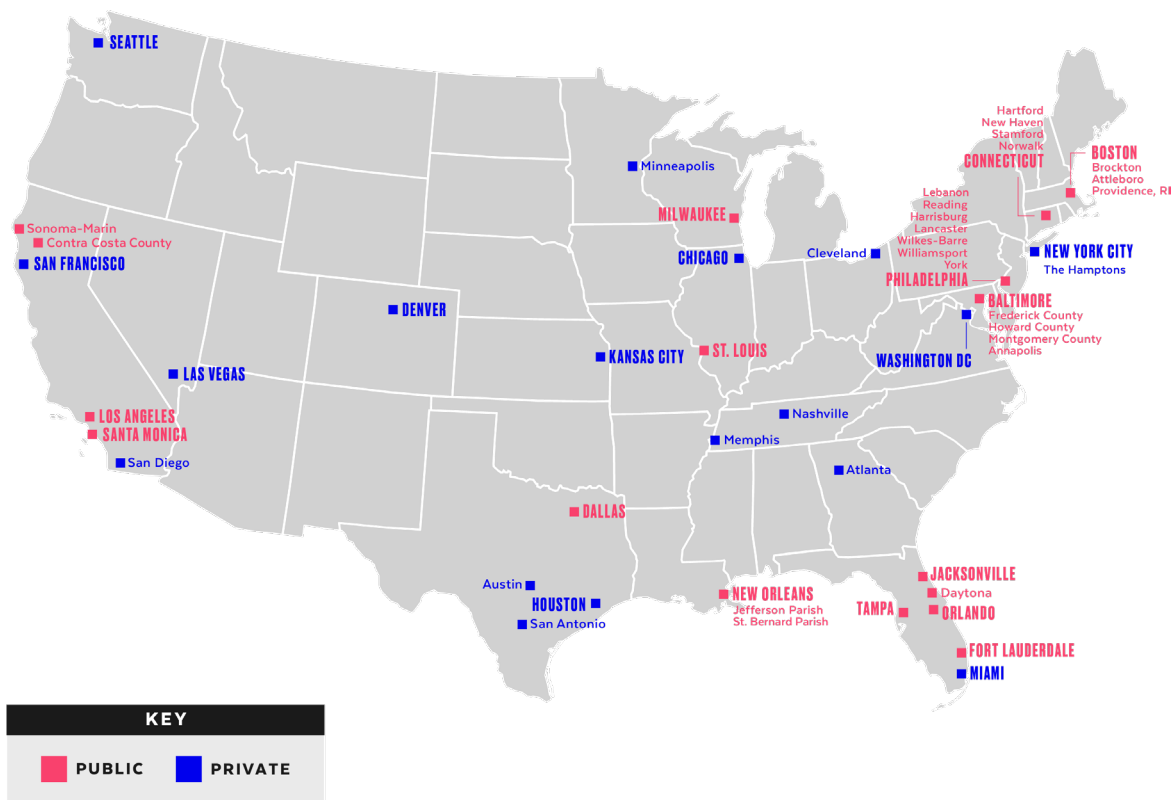 SEATTLE
Minneapolis
Hartford
New Haven
Stamford
Norwalk
CONNECTICUT
BOSTON
Brockton
Attleboro
Providence, RI
Lebanon
Reading
Harrisburg
Lancaster
Wilkes-Barre
Williamsport
York
PHILADELPHIA
MILWAUKEE
Sonoma-Marin
Contra Costa County
SAN FRANCISCO
CHICAGO
Cleveland
NEW YORK CITY
The Hamptons
BALTIMORE
Frederick County
Howard County
Montgomery County
Annapolis
WASHINGTON DC
DENVER
KANSAS CITY
ST. LOUIS
LAS VEGAS
LOS ANGELES
SANTA MONICA
San Diego
Nashville
Memphis
Atlanta
DALLAS
Austin
HOUSTON
San Antonio
NEW ORLEANS
Jefferson Parish
St. Bernard Parish
JACKSONVILLE
Daytona
TAMPA
ORLANDO
FORT LAUDERDALE
MIAMI
KEY
PUBLIC
PRIVATE